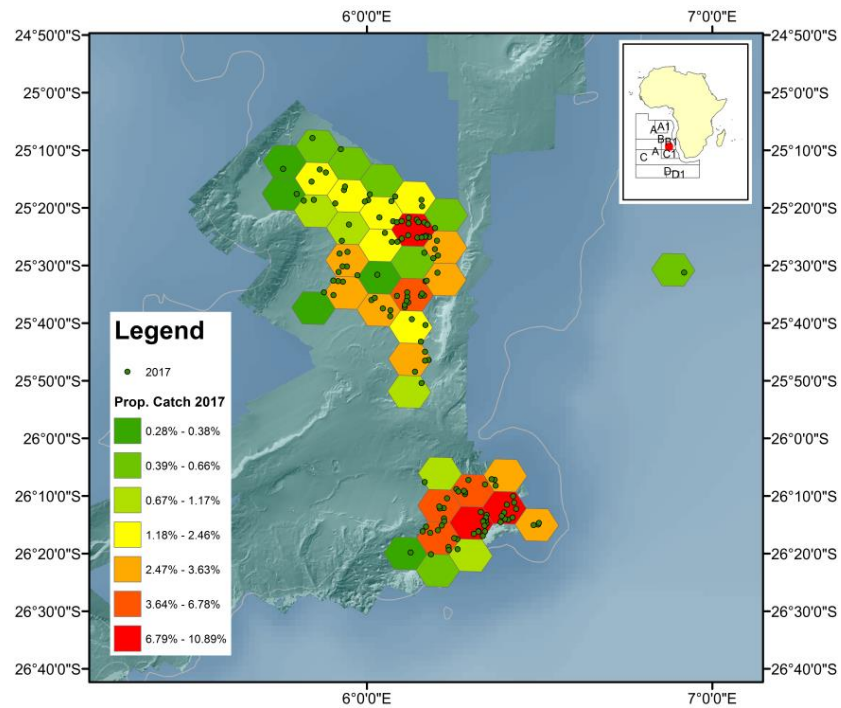 6°0'0"E
7°0'0"E
24°50'0"S
24°50'0"S
25°0'0"S
25°0'0"S
25°10'0"S
25°10'0"S
25°20'0"S
25°20'0"S
25°30'0"S
25°30'0"S
25°40'0"S
25°40'0"S
25°50'0"S
25°50'0"S
26°0'0"S
26°0'0"S
26°10'0"S
26°10'0"S
26°20'0"S
26°20'0"S
26°30'0"S
26°30'0"S
26°40'0"S
26°40'0"S
6°0'0"E
7°0'0"E
A
A1
B
A
C
C1
D
D1
Legend
2017
Prop. Catch 2017
0.28% - 0.38%
0.39% - 0.66%
0.67% - 1.17%
1.18% - 2.46%
2.47% - 3.63%
3.64% - 6.78%
6.79% - 10.89%